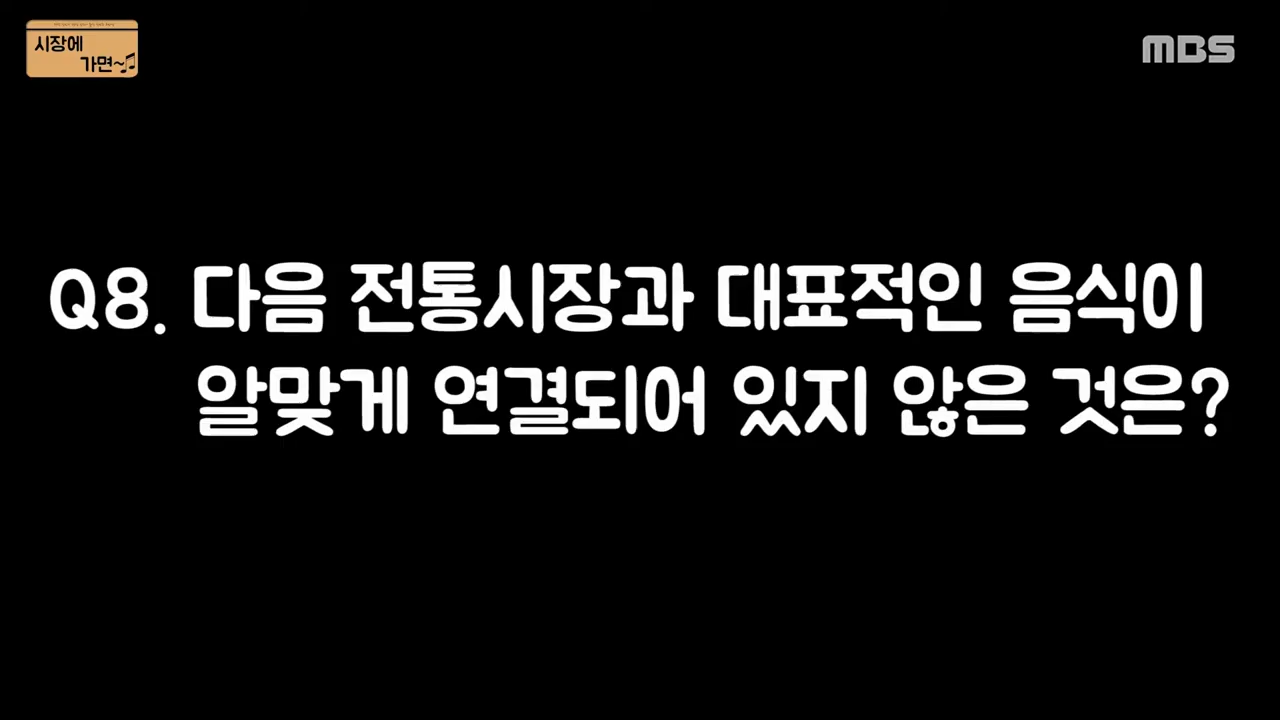 시장에
가면~
MBS
Q8. 다음 전통시장과 대표적인 음식이
알맞게 연결되어 있지 않은 것은?